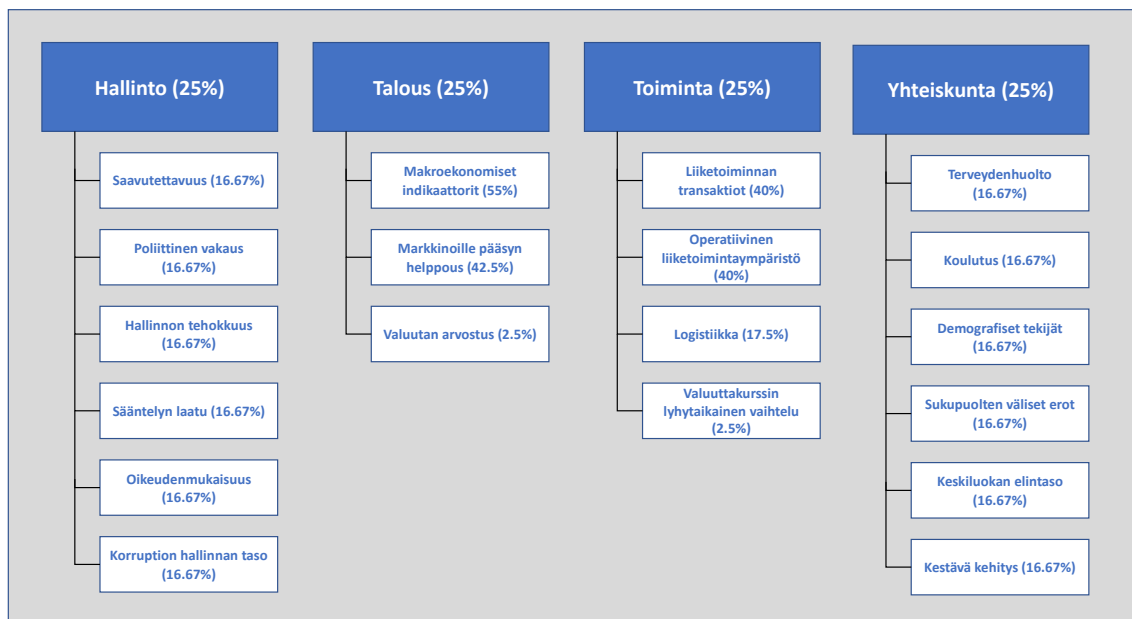 Hallinto (25%)
Saavutettavuus (16.67%)
Poliittinen vakaus
(16.67%)
Hallinnon tehokkuus
(16.67%)
Sääntelyn laatu (16.67%)
Oikeudenmukaisuus
(16.67%)
Korruption hallinnan taso
(16.67%)
Talous (25%)
Makroekonomiset
indikaattorit (55%)
Markkinoille pääsyn
helppous (42.5%)
Valuutan arvostus (2.5%)
Toiminta (25%)
Liiketoiminnan
transaktiot (40%)
Operatiivinen
liiketoimintaympäristö
(40%)
Logistiikka (17.5%)
Valuuttakurssin
lyhytaikainen vaihtelu
(2.5%)
Yhteiskunta (25%)
Terveydenhuolto
(16.67%)
Koulutus (16.67%)
Demografiset tekijät
(16.67%)
Sukupuolten väliset erot
(16.67%)
Keskiluokan elintaso
(16.67%)
Kestävä kehitys (16.67%)